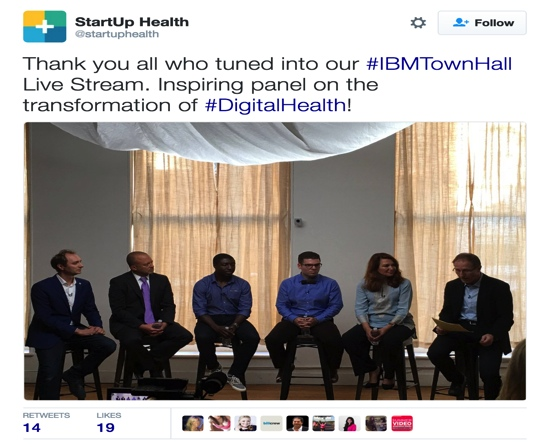 StartUp Health
@startuphealth
Follow
Thank you all who tuned into our #IBMTownHall
Live Stream. Inspiring panel on the
transformation of #DigitalHealth!
RETWEETS
14
LIKES
19
VIDEO